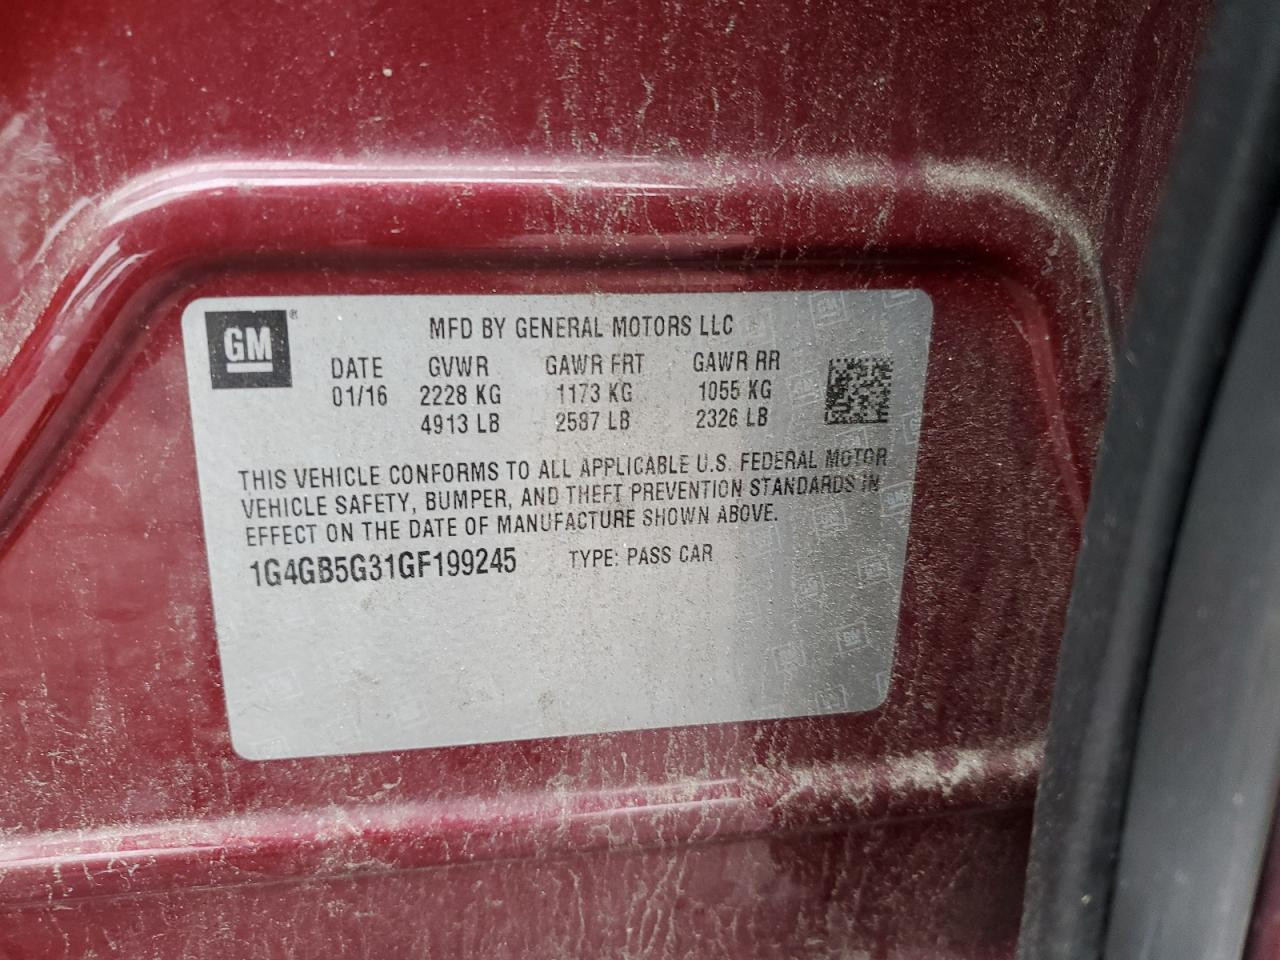 GM®
MFD BY GENERAL MOTORS LLC
DATE GVWR GAWR FRT GAWR RR
01/16 2228 KG 1173 KG 1055 KG
4913 LB 2587 LB 2326 LB
THIS VEHICLE CONFORMS TO ALL APPLICABLE U.S. FEDERAL MOTOR
VEHICLE SAFETY, BUMPER, AND THEFT PREVENTION STANDARDS IN
EFFECT ON THE DATE OF MANUFACTURE SHOWN ABOVE.
1G4GB5G31GF199245 TYPE: PASS CAR